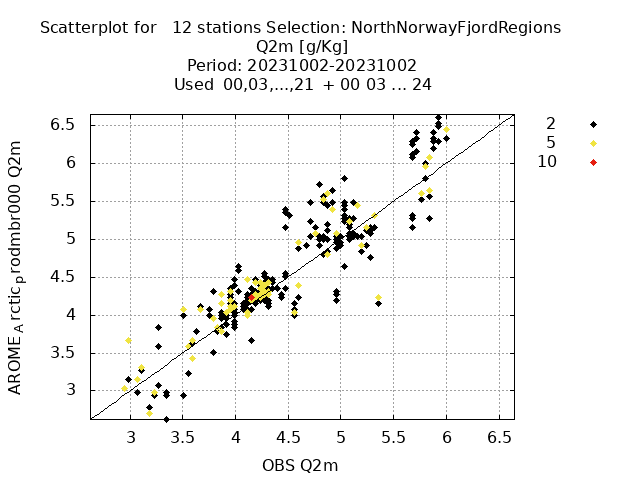 Scatterplot for 12 stations Selection: NorthNorwayFjordRegions
Q2m [g/Kg]
Period: 20231002-20231002
Used 00,03,...,21 + 00 03 ... 24
2
5
10
AROME_Arctic_prodmbr000 Q2m
6.5
6
5.5
5
4.5
4
3.5
3
3 3.5 4 4.5 5 5.5 6 6.5
OBS Q2m